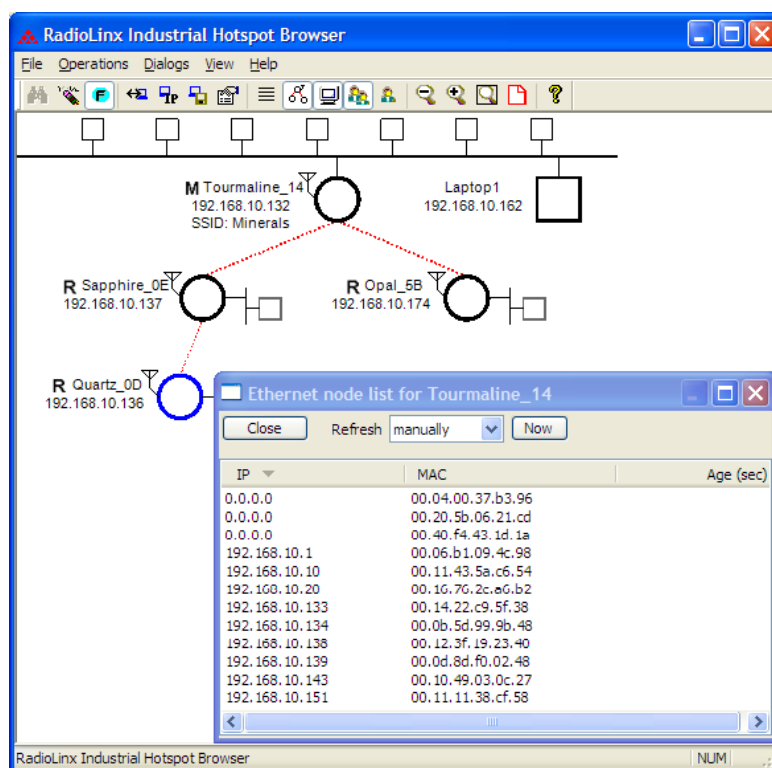 RadioLinx Industrial Hotspot Browser
File Operations Dialogs View Help
F IP ?
M Tourmaline_14
192.168.10.132
SSID: Minerals
Laptop1
192.168.10.162
R Sapphire_0E
192.168.10.137
R Opal_5B
192.168.10.174
R Quartz_0D
192.168.10.136
Ethernet node list for Tourmaline_14
Close Refresh manually Now
IP MAC Age (sec)
0.0.0.0 00.04.00.37.b3.96
0.0.0.0 00.20.5b.06.21.cd
0.0.0.0 00.40.f4.43.1d.1a
192.168.10.1 00.06.b1.09.4c.98
192.168.10.10 00.11.43.5a.c6.54
192.168.10.20 00.16.76.2c.a6.b2
192.168.10.133 00.14.22.c9.5f.38
192.168.10.134 00.0b.5d.99.9b.48
192.168.10.138 00.12.3f.19.23.40
192.168.10.139 00.0d.8d.f0.02.48
192.168.10.143 00.10.49.03.0c.27
192.168.10.151 00.11.11.38.cf.58
RadioLinx Industrial Hotspot Browser NUM